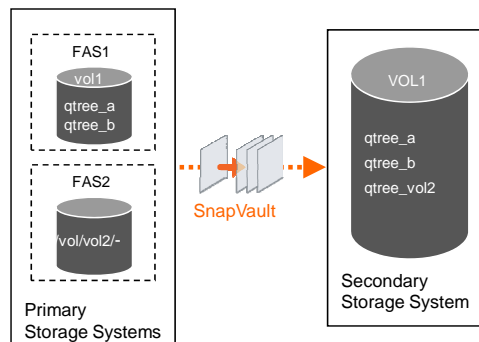 FAS1
vol1
qtree_a
qtree_b
FAS2
/vol/vol2/-
Primary
Storage Systems
SnapVault
VOL1
qtree_a
qtree_b
qtree_vol2
Secondary
Storage System